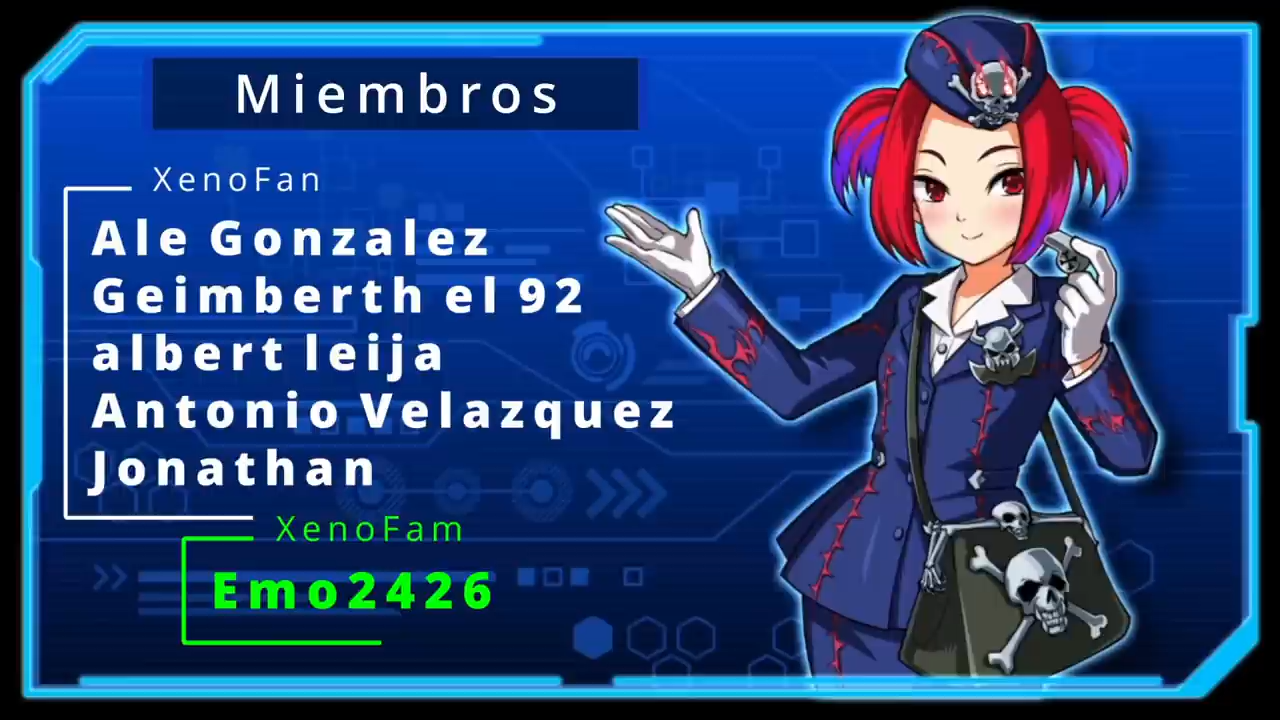 Miembros
XenoFan
Ale Gonzalez
Geimberth el 92
albert leija
Antonio Velazquez
Jonathan
XenoFam
Emo2426